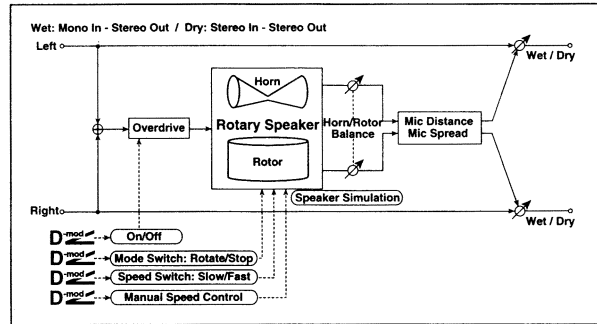 Wet: Mono In - Stereo Out / Dry: Stereo In - Stereo Out
Left
Wet / Dry
Horn
Overdrive
Rotary Speaker
Horn/Rotor
Balance
Mic Distance
Mic Spread
Rotor
Speaker Simulation
Right
Wet / Dry
D-mod On/Off
D-mod Mode Switch: Rotate/Stop
D-mod Speed Switch: Slow/Fast
D-mod Manual Speed Control